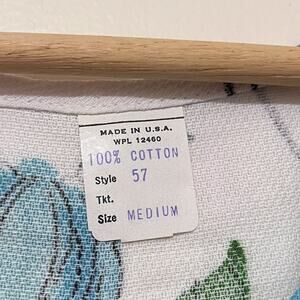 MADE IN U.S.A.
WPL 12460
100% COTTON
Style 57
Tkt.
Size MEDIUM